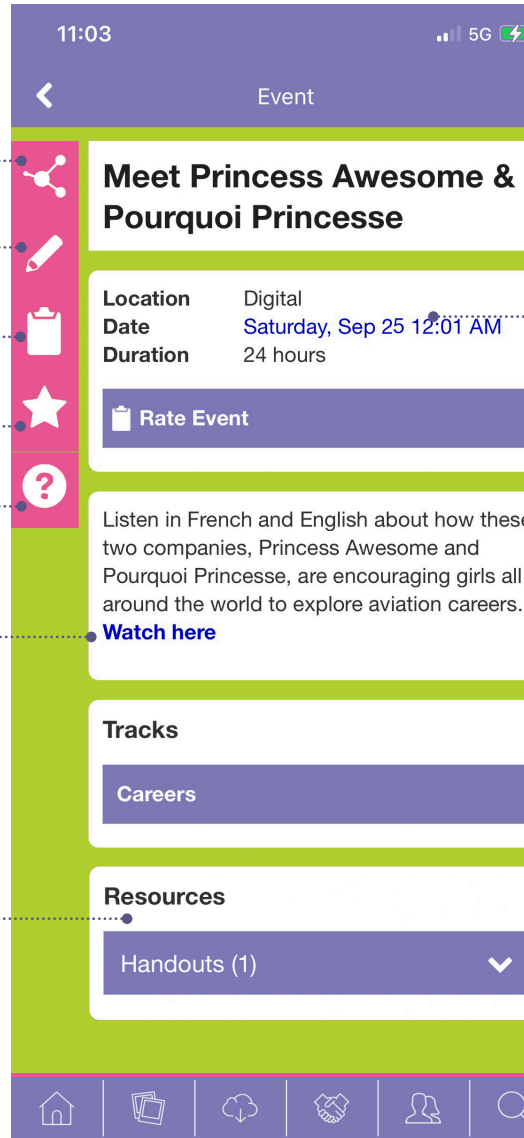 11:03
5G
Event
Meet Princess Awesome &
Pourquoi Princesse
Location Digital
Date Saturday, Sep 25 12:01 AM
Duration 24 hours
Rate Event
?
Listen in French and English about how these
two companies, Princess Awesome and
Pourquoi Princesse, are encouraging girls all
around the world to explore aviation careers.
Watch here
Tracks
Careers
Resources
Handouts (1)